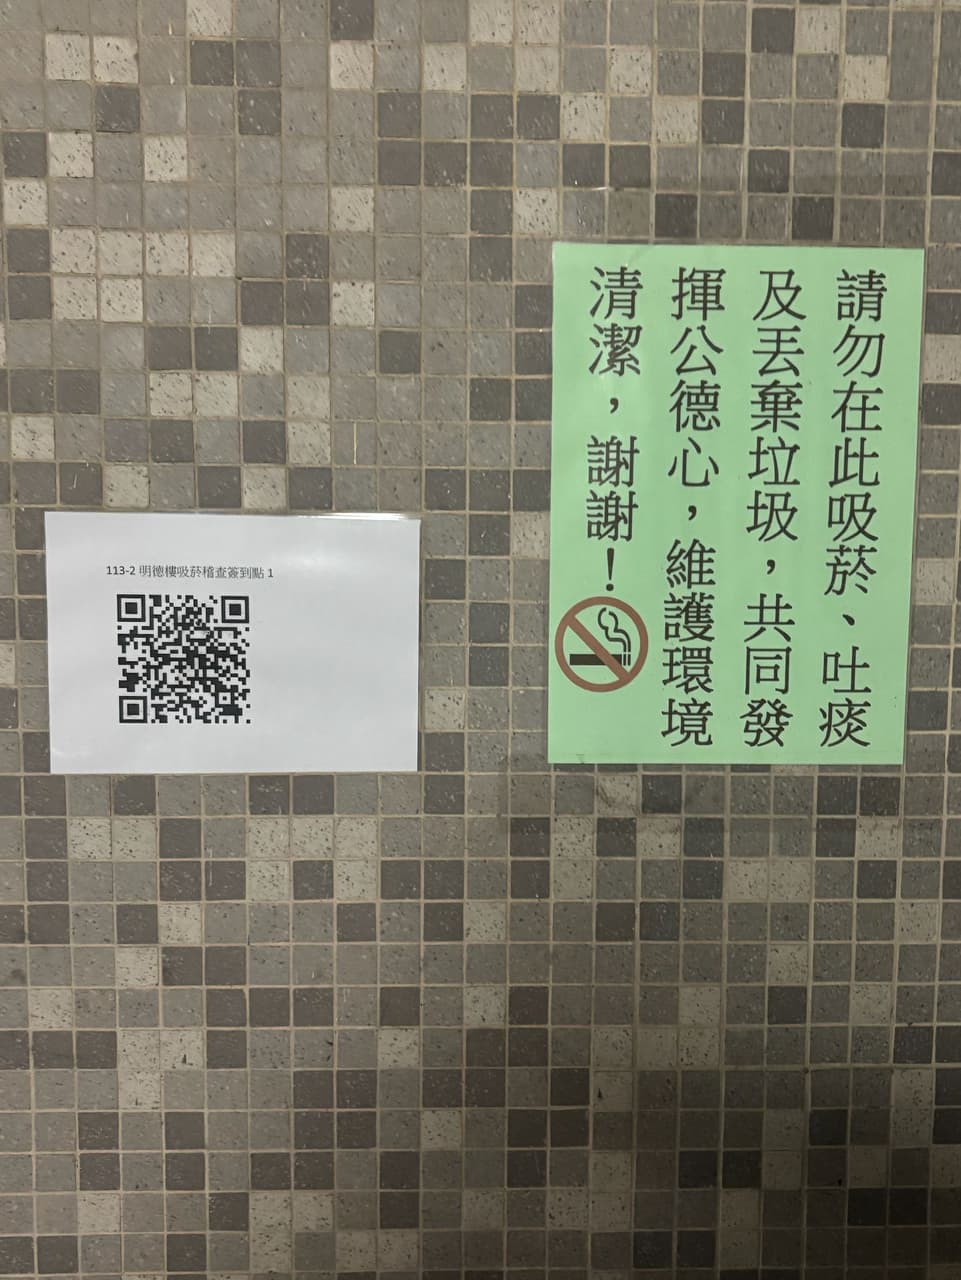 113-2 明德樓吸菸稽查簽到點 1
請勿在此吸菸、吐痰
及丟棄垃圾，共同發
揮公德心，維護環境
清潔，謝謝！